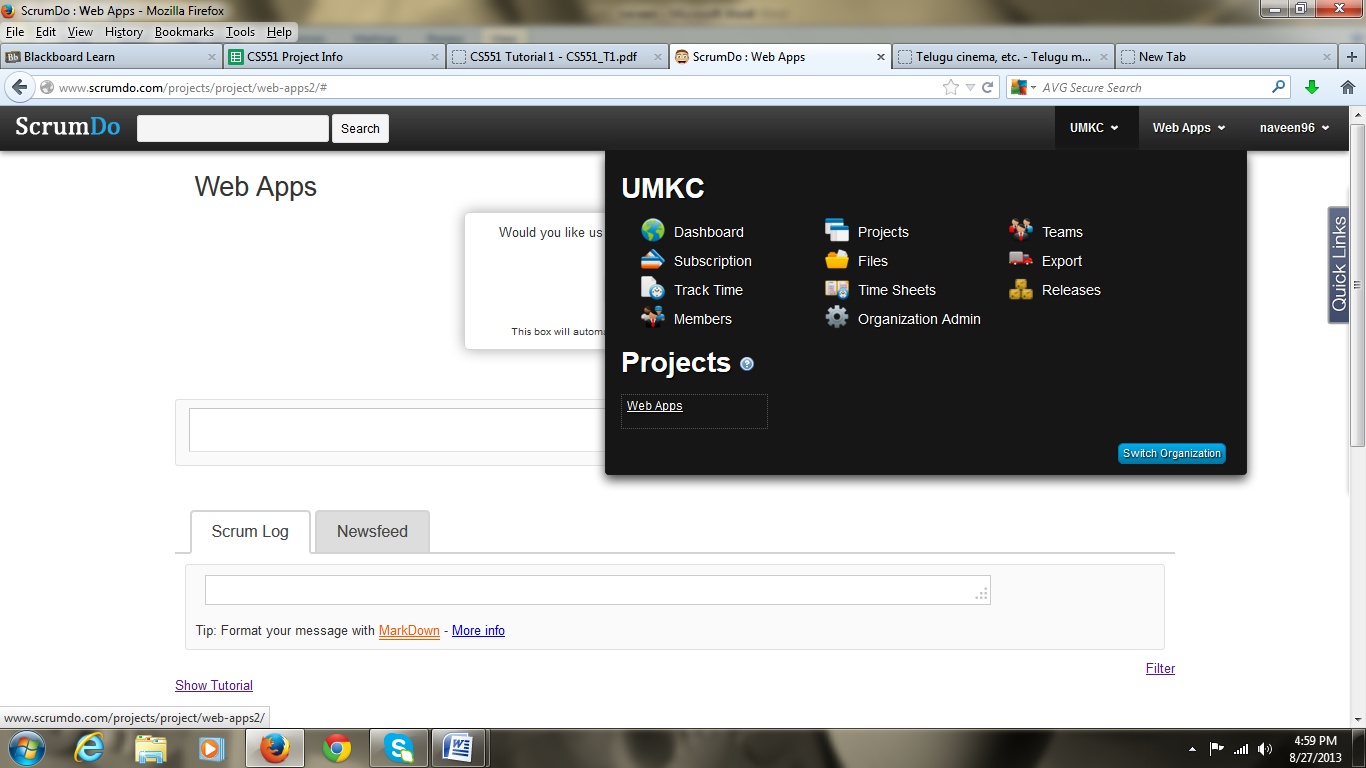 ScrumDo : Web Apps - Mozilla Firefox
File Edit View History Bookmarks Tools Help
Bb Blackboard Learn CS551 Project Info CS551 Tutorial 1 - CS551_T1.pdf ScrumDo : Web Apps Telugu cinema, etc. - Telugu m... New Tab
www.scrumdo.com/projects/project/web-apps2/# AVG Secure Search
ScrumDo Search UMKC Web Apps naveen96
Web Apps
Would you like us
This box will automa
UMKC
Dashboard Projects Teams
Subscription Files Export
Track Time Time Sheets Releases
Members Organization Admin
Projects ?
Web Apps
Switch Organization
Quick Links
Scrum Log Newsfeed
Tip: Format your message with MarkDown - More info
Filter
Show Tutorial
www.scrumdo.com/projects/project/web-apps2/
4:59 PM
8/27/2013